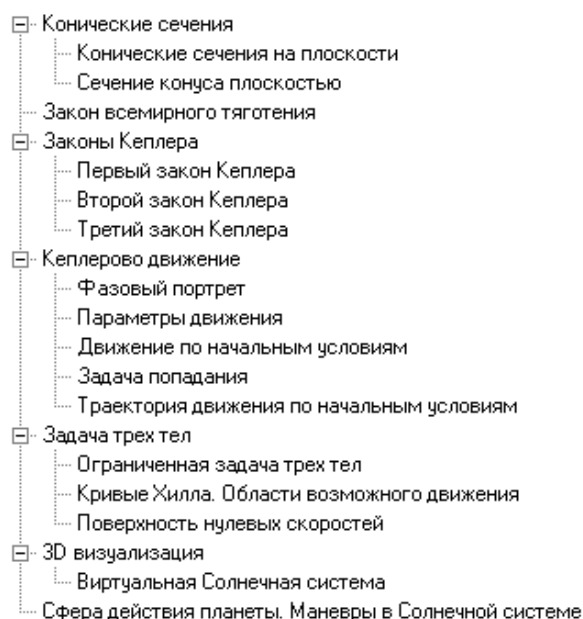 Конические сечения
Конические сечения на плоскости
Сечение конуса плоскостью
Закон всемирного тяготения
Законы Кеплера
Первый закон Кеплера
Второй закон Кеплера
Третий закон Кеплера
Кеплерово движение
Фазовый портрет
Параметры движения
Движение по начальным условиям
Задача попадания
Траектория движения по начальным условиям
Задача трех тел
Ограниченная задача трех тел
Кривые Хилла. Области возможного движения
Поверхность нулевых скоростей
3D визуализация
Виртуальная Солнечная система
Сфера действия планеты. Маневры в Солнечной системе